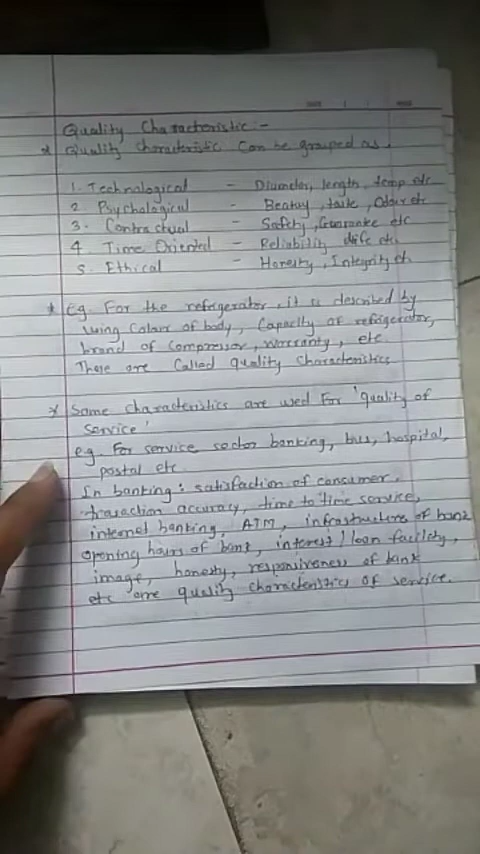 Quality Characteristic -
* Quality characteristic can be grouped as.
1. Technological - Diameter, length, temp etc
2. Psychological - Beatuy, taste, Odour etc
3. Contractual - Safety, Guarantee etc
4. Time Oriented - Reliability, life etc.
5. Ethical - Honesty, Integrity etc
* Eg. For the refrigerator, it is described by
using Colour of body, Capacity of refrigerator,
brand of compressor, warranty, etc.
These are Called quality Characteristics
* Same characteristics are used for 'quality of
service'
eg. For service sector banking, bus, hospital,
postal etc.
In banking: satisfaction of consumer,
transaction accuracy, time to time service,
internet banking, ATM, infrastructure of bank
opening hours of bank, interest/loan facility,
image, honesty, responsiveness of bank
etc are quality characteristics of service.